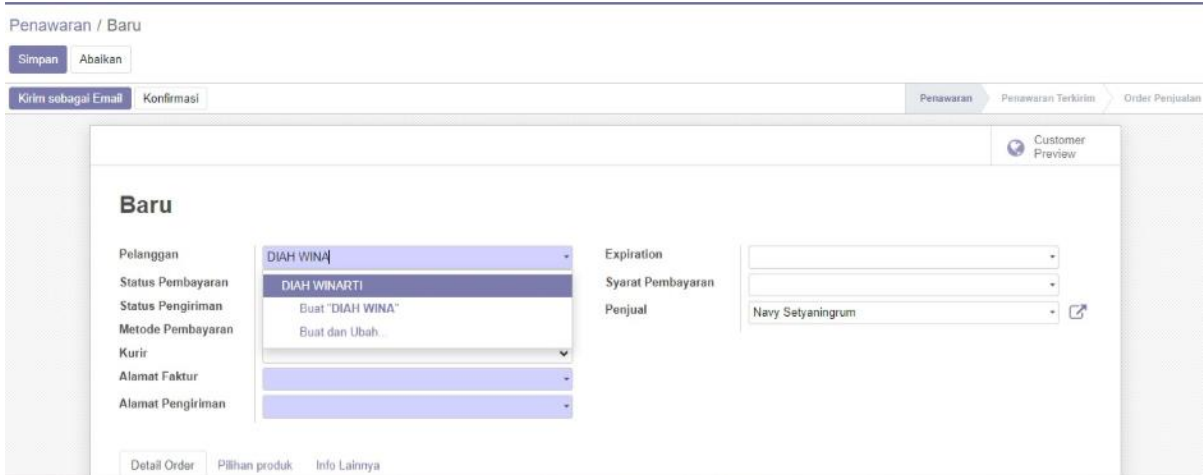 Penawaran / Baru
Simpan Abaikan
Kirim sebagai Email Konfirmasi Penawaran Penawaran Terkirim Order Penjualan
Customer
Preview
Baru
Pelanggan DIAH WINA Expiration
Status Pembayaran DIAH WINARTI Syarat Pembayaran
Status Pengiriman Buat "DIAH WINA" Penjual Navy Setyaningrum
Metode Pembayaran Buat dan Ubah...
Kurir
Alamat Faktur
Alamat Pengiriman
Detail Order Pilihan produk Info Lainnya